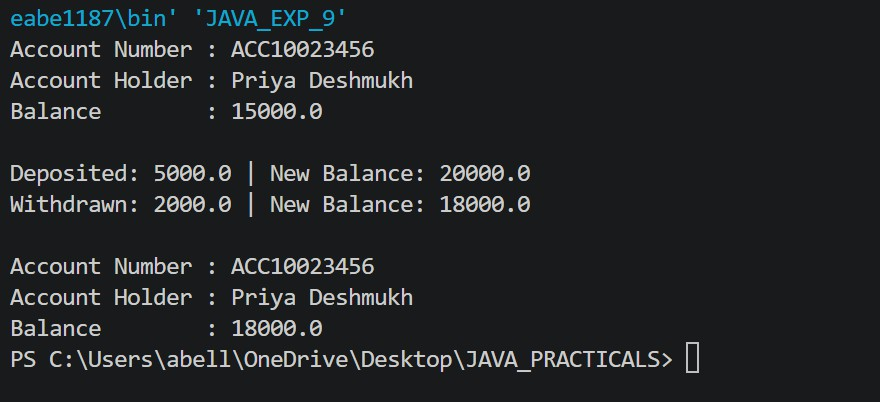 eabe1187\bin' 'JAVA_EXP_9'
Account Number : ACC10023456
Account Holder : Priya Deshmukh
Balance        : 15000.0

Deposited: 5000.0 | New Balance: 20000.0
Withdrawn: 2000.0 | New Balance: 18000.0

Account Number : ACC10023456
Account Holder : Priya Deshmukh
Balance        : 18000.0
PS C:\Users\abell\OneDrive\Desktop\JAVA_PRACTICALS>